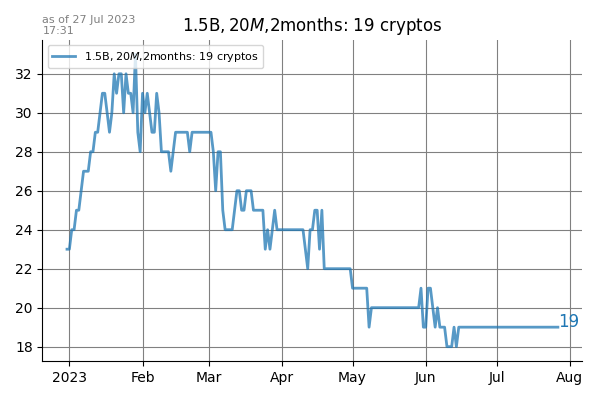 as of 27 Jul 2023
17:31
1.5B, 20M,2months: 19 cryptos
1.5B, 20M,2months: 19 cryptos
32
30
28
26
24
22
20
18
19
2023 Feb Mar Apr May Jun Jul Aug